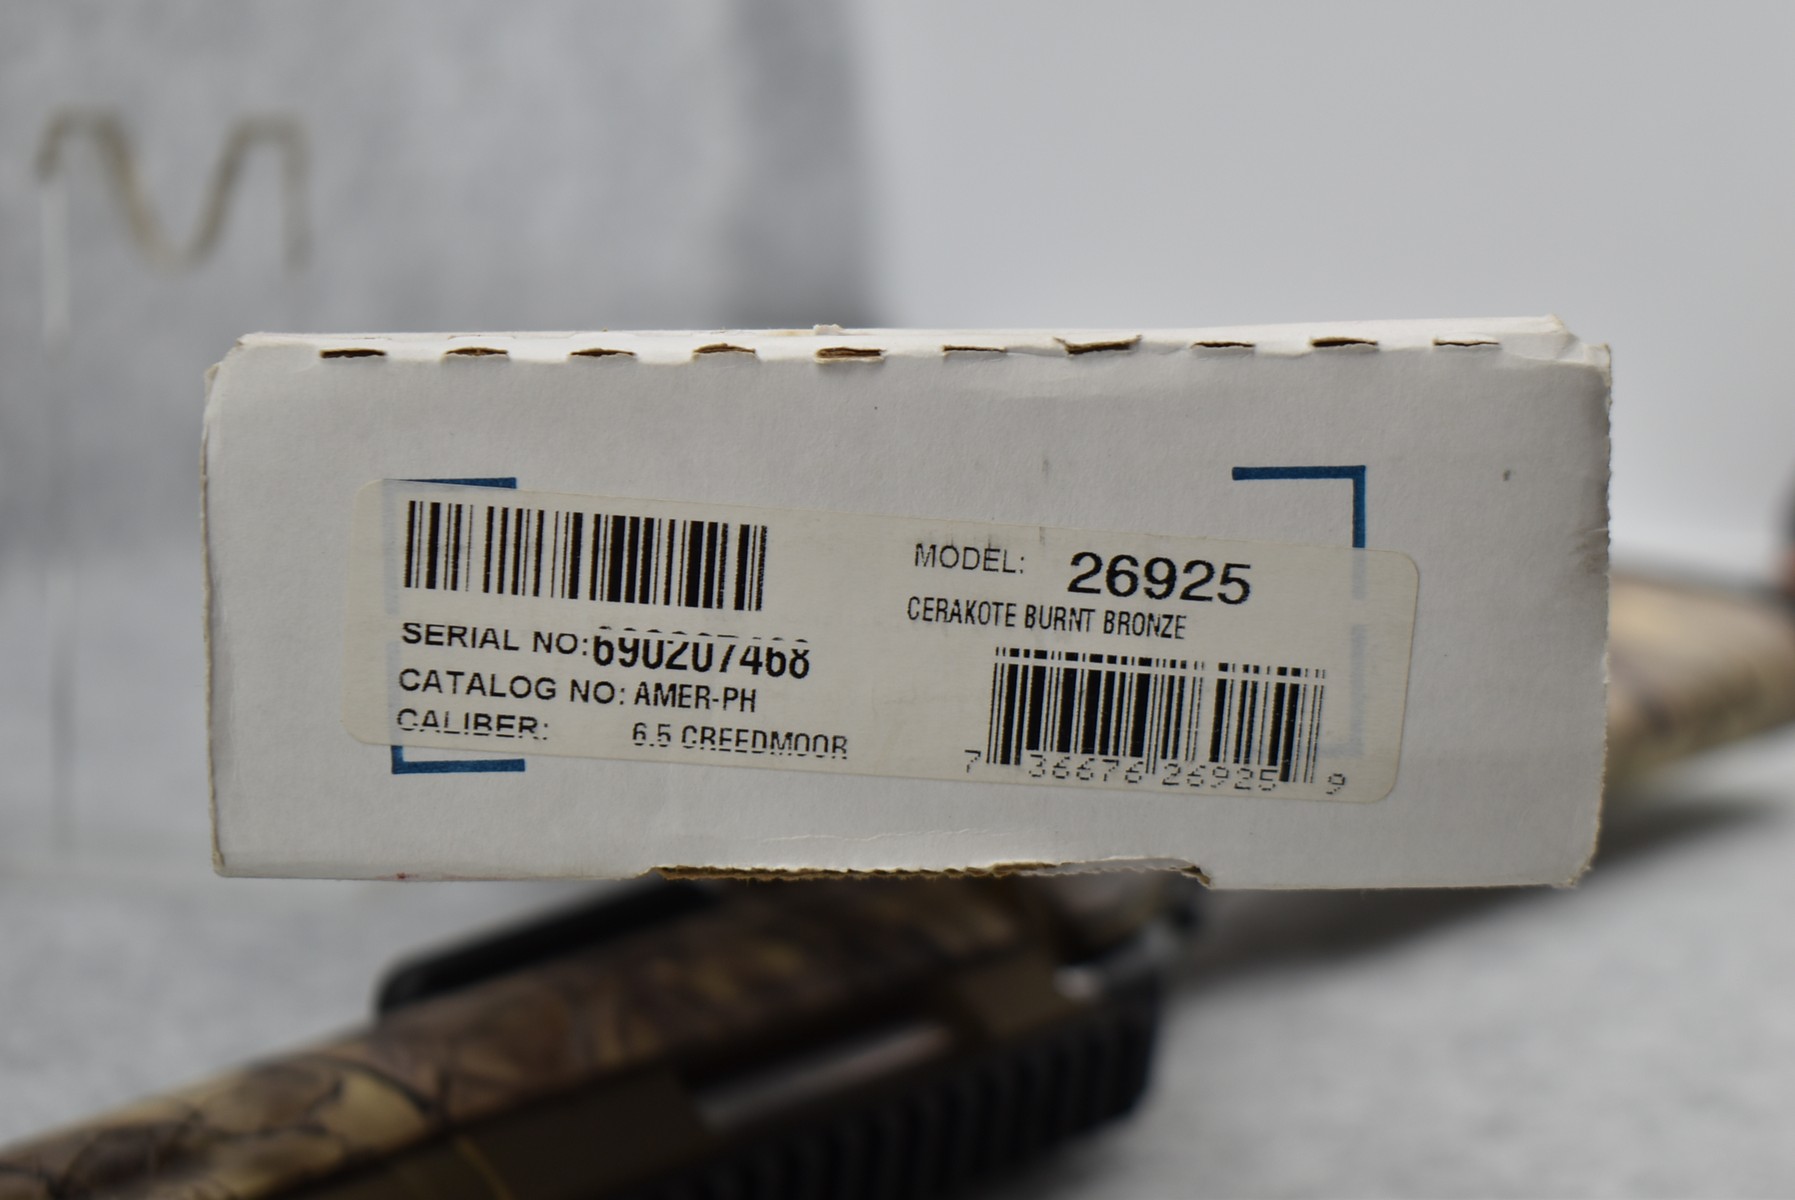 SERIAL NO: 690207468
CATALOG NO: AMER-PH
CALIBER: 6.5 CREEDMOOR
MODEL: 26925
CERAKOTE BURNT BRONZE
7 36676 26925 9